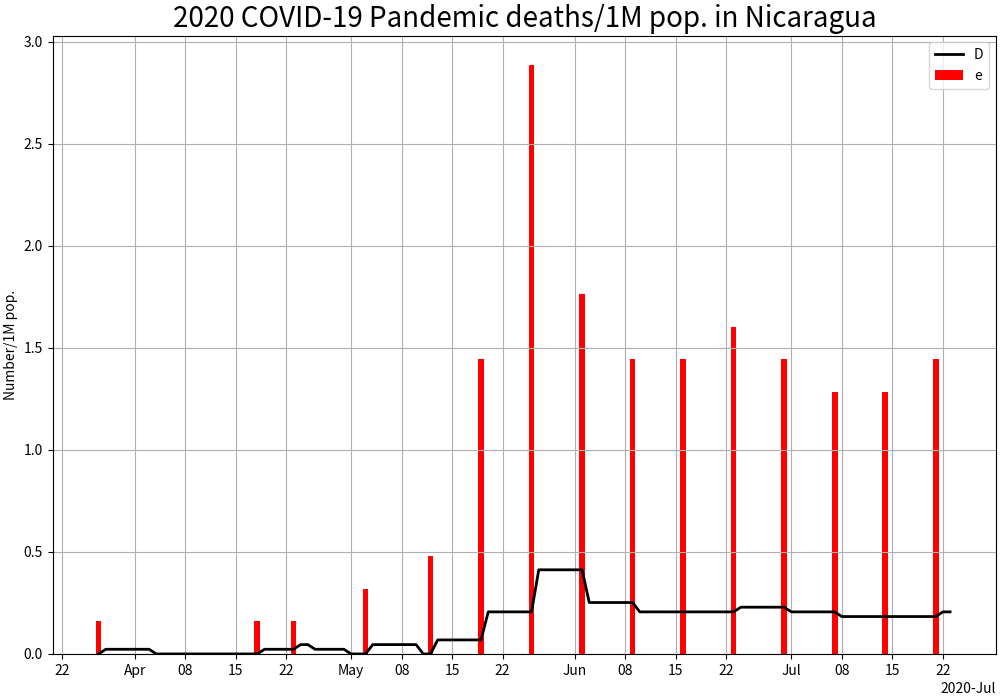 2020 COVID-19 Pandemic deaths/1M pop. in Nicaragua
D
e
Number/1M pop.
3.0
2.5
2.0
1.5
1.0
0.5
0.0
22 Apr 08 15 22 May 08 15 22 Jun 08 15 22 Jul 08 15 22
2020-Jul